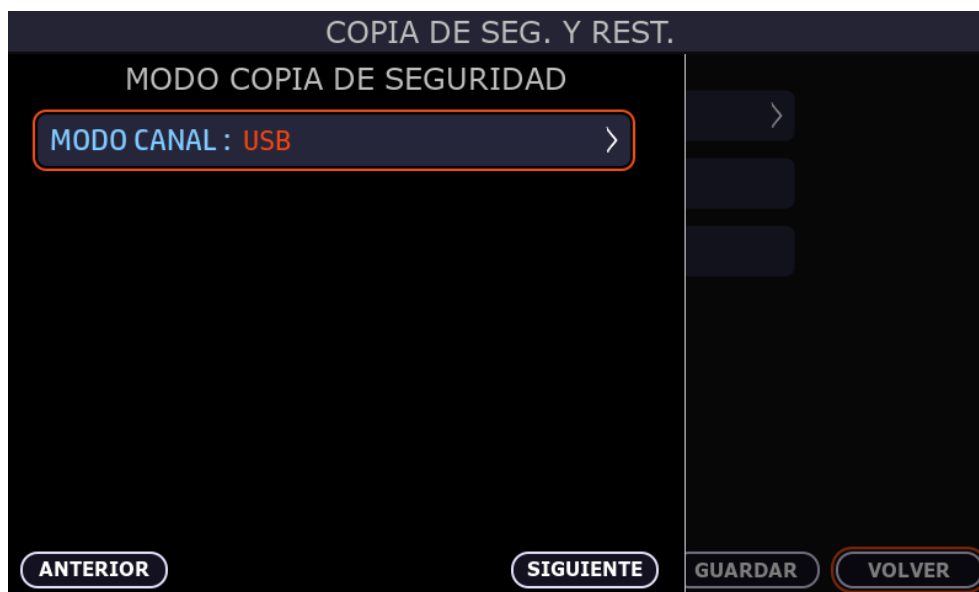 COPIA DE SEG. Y REST.
MODO COPIA DE SEGURIDAD
MODO CANAL : USB
ANTERIOR
SIGUIENTE
GUARDAR
VOLVER